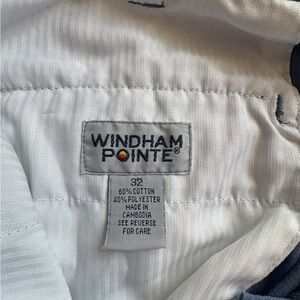 WINDHAM
POINTE®
32
60% COTTON
40% POLYESTER
MADE IN
CAMBODIA
SEE REVERSE
FOR CARE